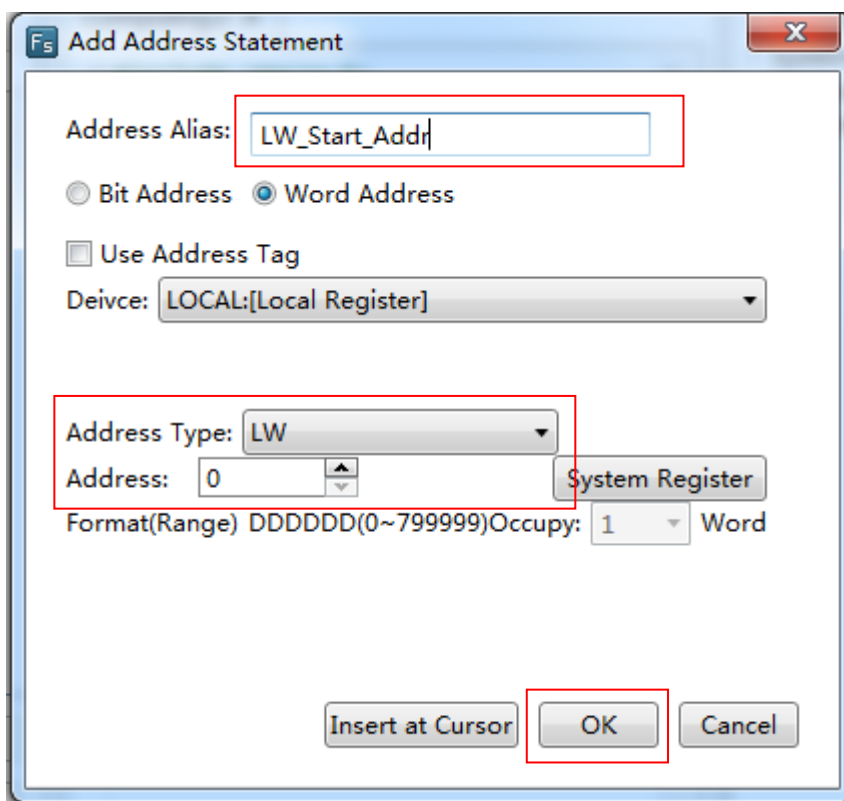 Fs Add Address Statement
Address Alias: LW_Start_Addr
Bit Address Word Address
Use Address Tag
Deivce: LOCAL:[Local Register]
Address Type: LW
Address: 0 System Register
Format(Range) DDDDDD(0~799999)Occupy: 1 Word
Insert at Cursor OK Cancel